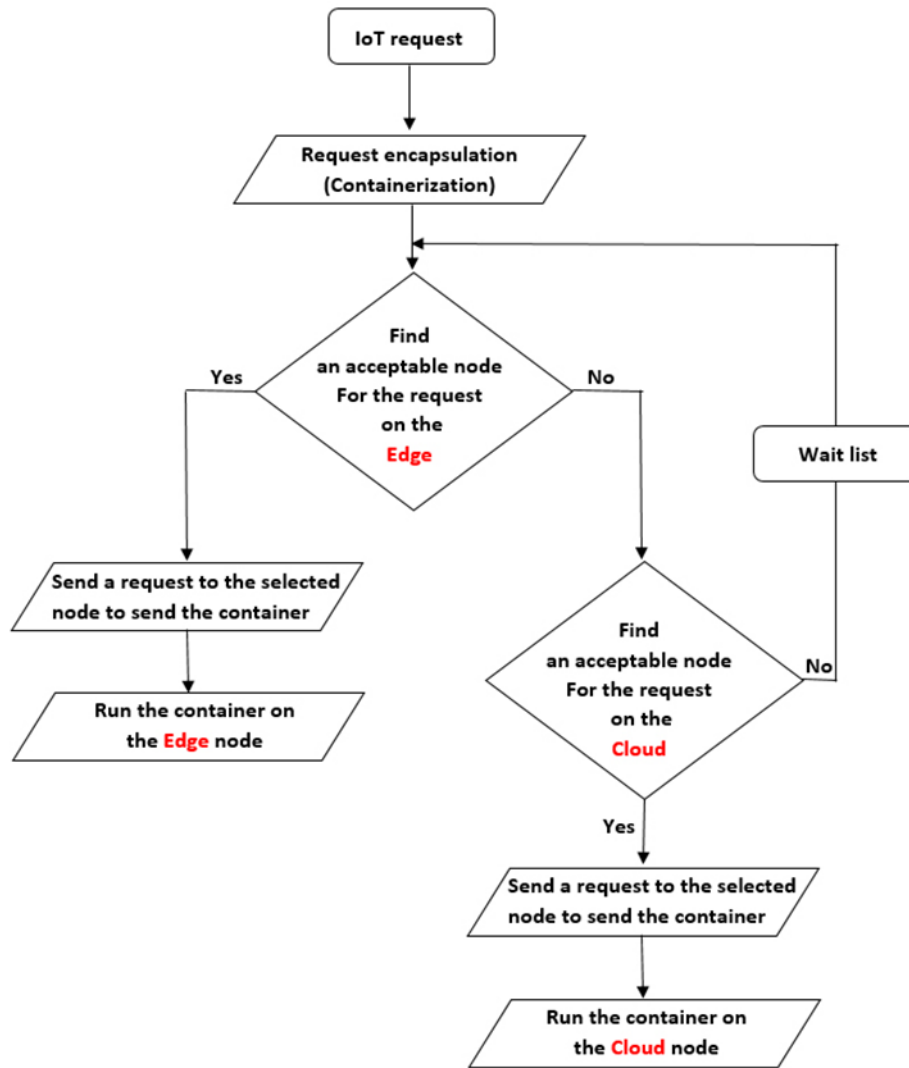 IoT request
Request encapsulation
(Containerization)
Find
an acceptable node
For the request
on the
Edge
Yes
No
Wait list
Send a request to the selected
node to send the container
Run the container on
the Edge node
Find
an acceptable node
For the request
on the
Cloud
No
Yes
Send a request to the selected
node to send the container
Run the container on
the Cloud node